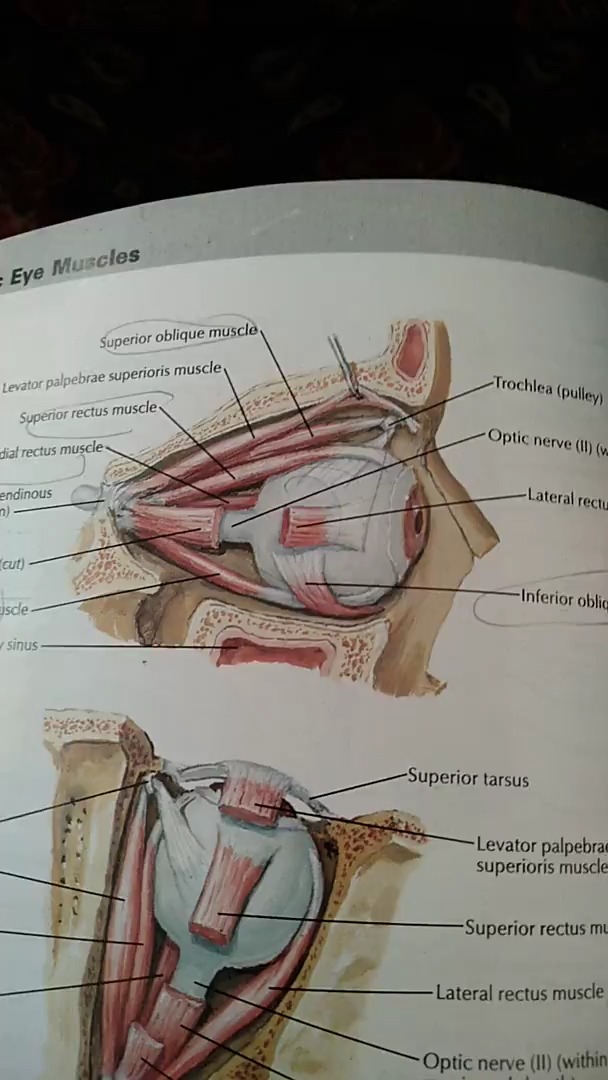 Eye Muscles
Superior oblique muscle
Levator palpebrae superioris muscle
Superior rectus muscle
dial rectus muscle
endinous
n)
(cut)
uscle
y sinus
Trochlea (pulley)
Optic nerve (II) (w
Lateral rectu
Inferior obliq
Superior tarsus
Levator palpebrae
superioris muscle
Superior rectus mu
Lateral rectus muscle
Optic nerve (II) (within